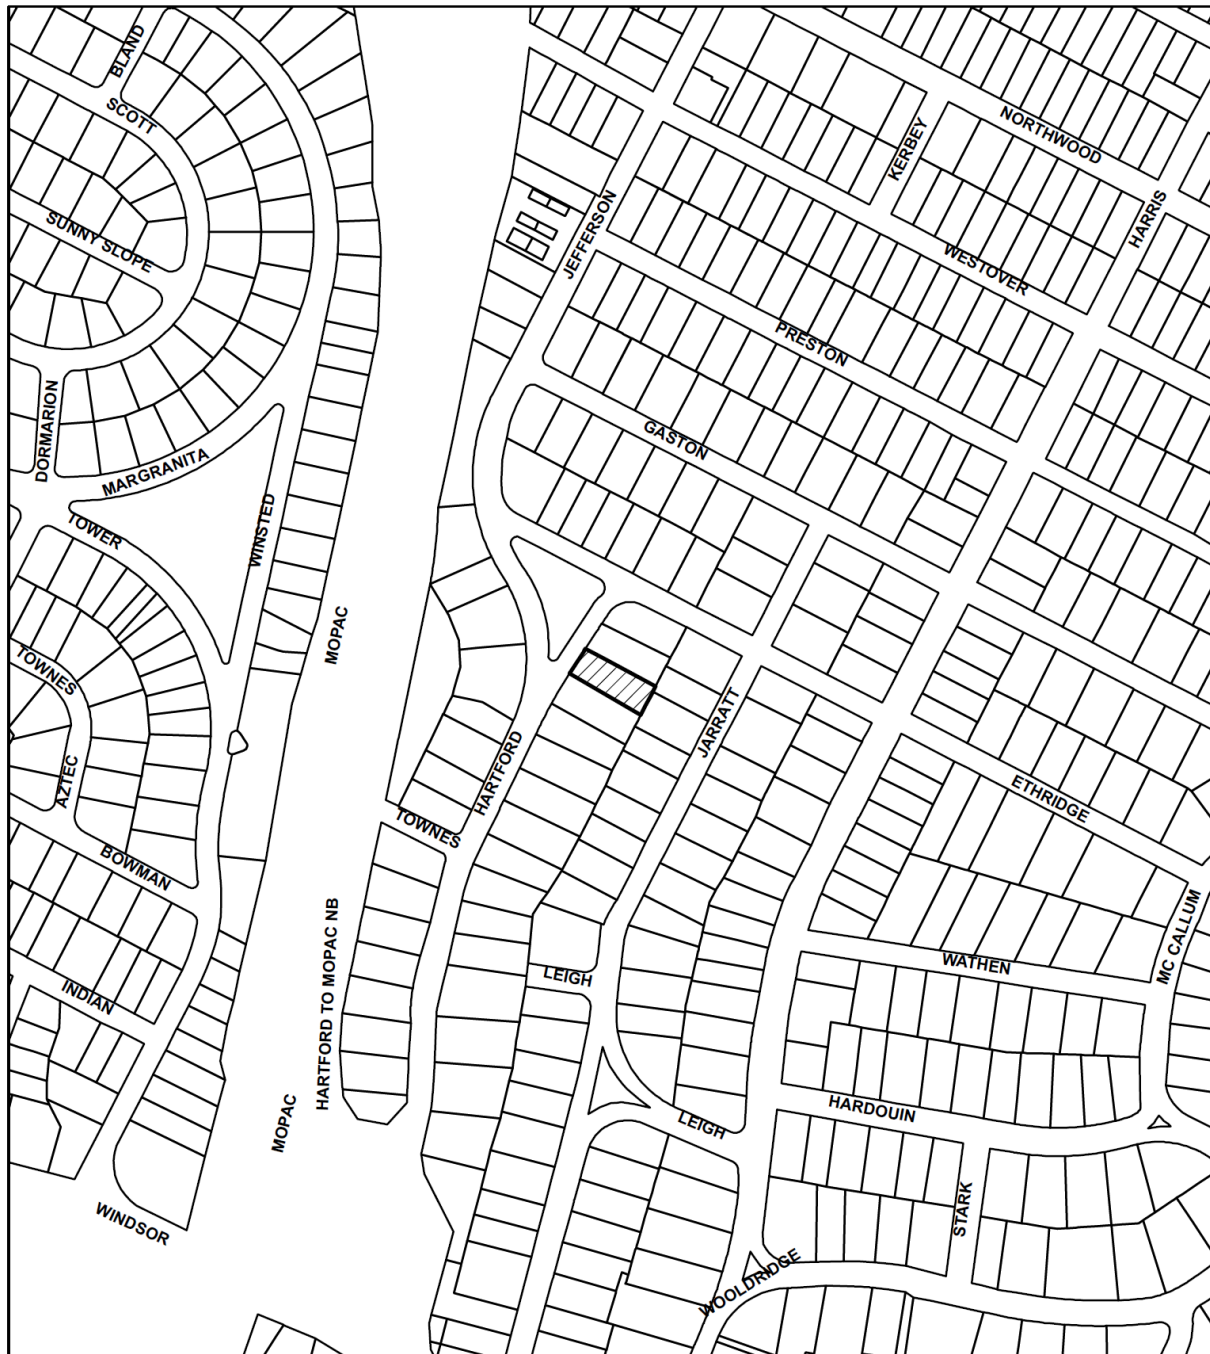 BLAND
SCOTT
NORTHWOOD
KERBEY
HARRIS
SUNNY SLOPE
JEFFERSON
WESTOVER
PRESTON
DORMARION
GASTON
MARGRANITA
WINSTED
TOWER
MOPAC
TOWNES
JARRATT
HARTFORD
AZTEC
ETHRIDGE
TOWNES
BOWMAN
MC CALLUM
HARTFORD TO MOPAC NB
LEIGH
WATHEN
INDIAN
MOPAC
LEIGH
HARDOUIN
STARK
WINDSOR
WOOLDRIDGE